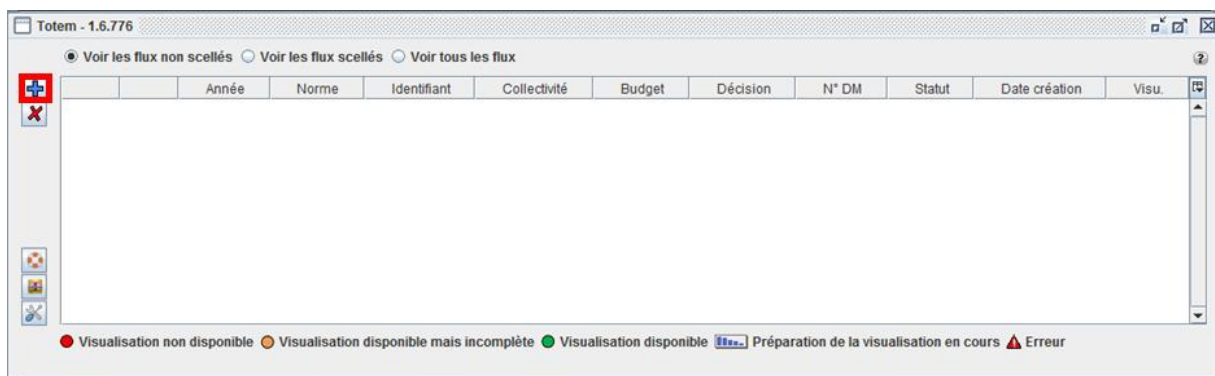 Totem - 1.6.776
Voir les flux non scellés Voir les flux scellés Voir tous les flux
Année Norme Identifiant Collectivité Budget Décision N° DM Statut Date création Visu.
Visualisation non disponible Visualisation disponible mais incomplète Visualisation disponible Préparation de la visualisation en cours Erreur